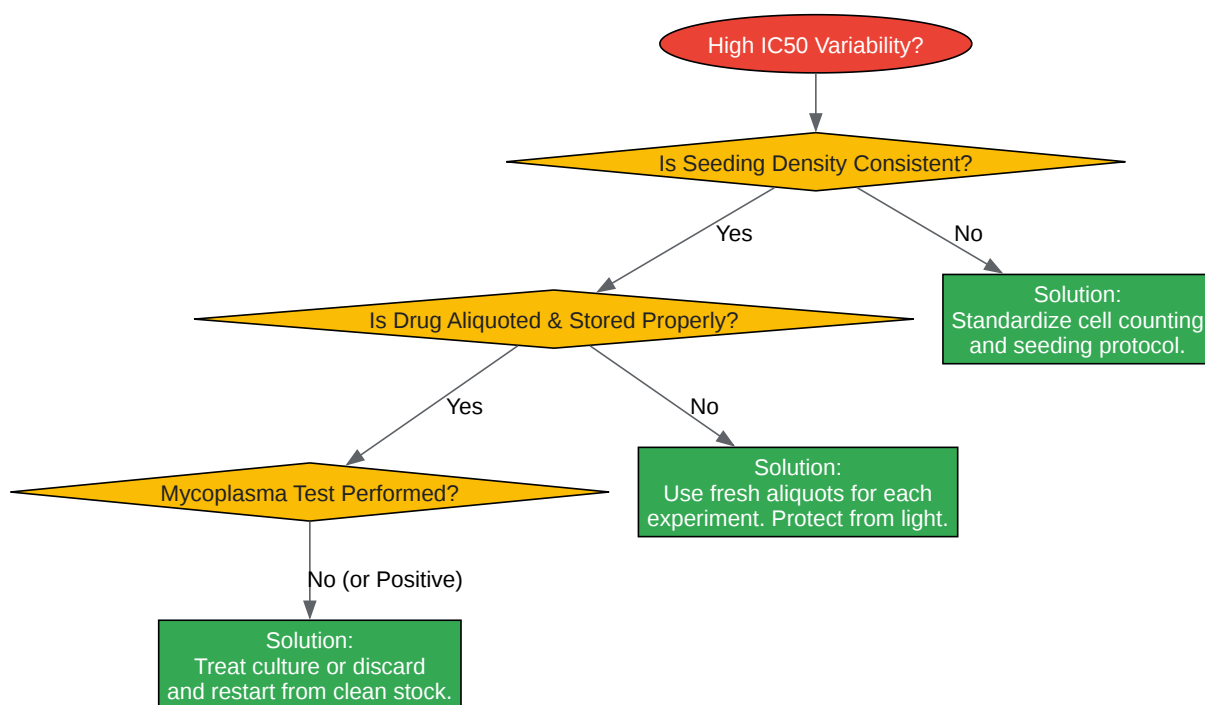 High IC50 Variability?
Is Seeding Density Consistent?
Yes
No
Solution:
Standardize cell counting
and seeding protocol.
Is Drug Aliquoted & Stored Properly?
Yes
No
Solution:
Use fresh aliquots for each
experiment. Protect from light.
Mycoplasma Test Performed?
No (or Positive)
Solution:
Treat culture or discard
and restart from clean stock.